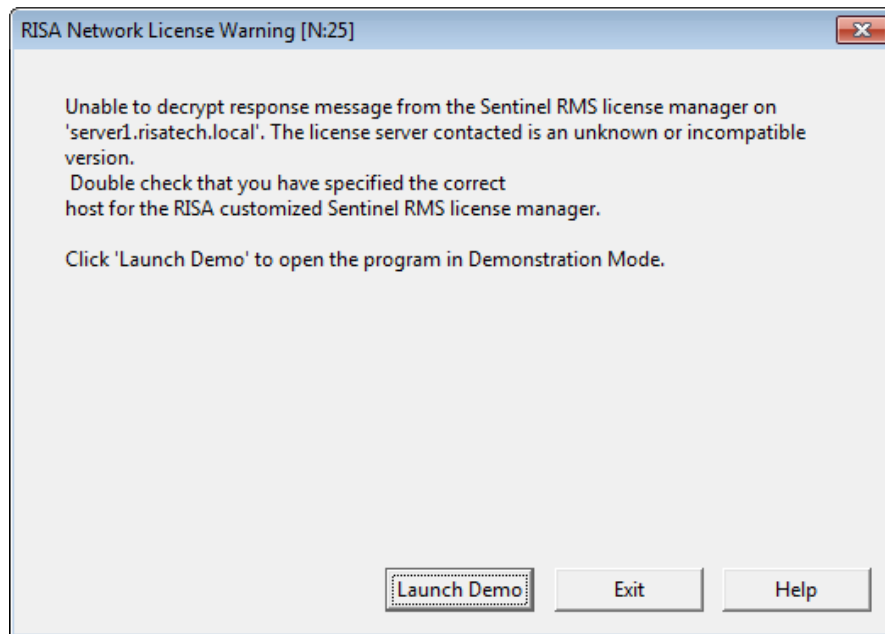 RISA Network License Warning [N:25]
Unable to decrypt response message from the Sentinel RMS license manager on
'server1.risatech.local'. The license server contacted is an unknown or incompatible
version.
Double check that you have specified the correct
host for the RISA customized Sentinel RMS license manager.
Click 'Launch Demo' to open the program in Demonstration Mode.
Launch Demo
Exit
Help